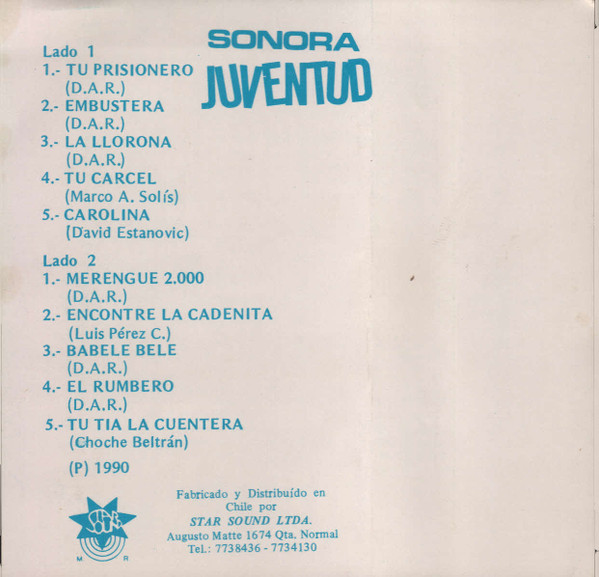 SONORA
JUVENTUD
Lado 1
1.- TU PRISIONERO
(D.A.R.)
2.- EMBUSTERA
(D.A.R.)
3.- LA LLORONA
(D.A.R.)
4.- TU CARCEL
(Marco A. Solís)
5.- CAROLINA
(David Estanovic)
Lado 2
1.- MERENGUE 2.000
(D.A.R.)
2.- ENCONTRE LA CADENITA
(Luis Pérez C.)
3.- BABELE BELE
(D.A.R.)
4.- EL RUMBERO
(D.A.R.)
5.- TU TIA LA CUENTERA
(Choche Beltrán)
(P) 1990
STAR
SOUND
M. R
Fabricado y Distribuído en
Chile por
STAR SOUND LTDA.
Augusto Matte 1674 Qta. Normal
Tel.: 7738436 - 7734130